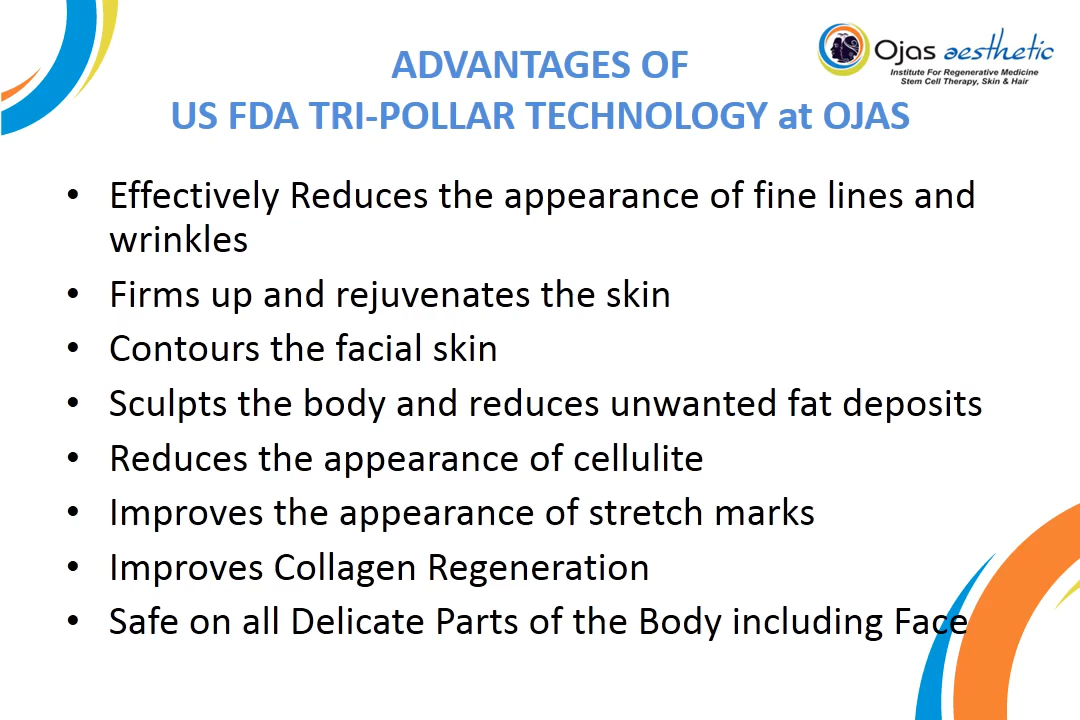 Ojas aesthetic
Institute For Regenerative Medicine
Stem Cell Therapy, Skin & Hair
ADVANTAGES OF
US FDA TRI-POLLAR TECHNOLOGY at OJAS
• Effectively Reduces the appearance of fine lines and
wrinkles
• Firms up and rejuvenates the skin
• Contours the facial skin
• Sculpts the body and reduces unwanted fat deposits
• Reduces the appearance of cellulite
• Improves the appearance of stretch marks
• Improves Collagen Regeneration
• Safe on all Delicate Parts of the Body including Face